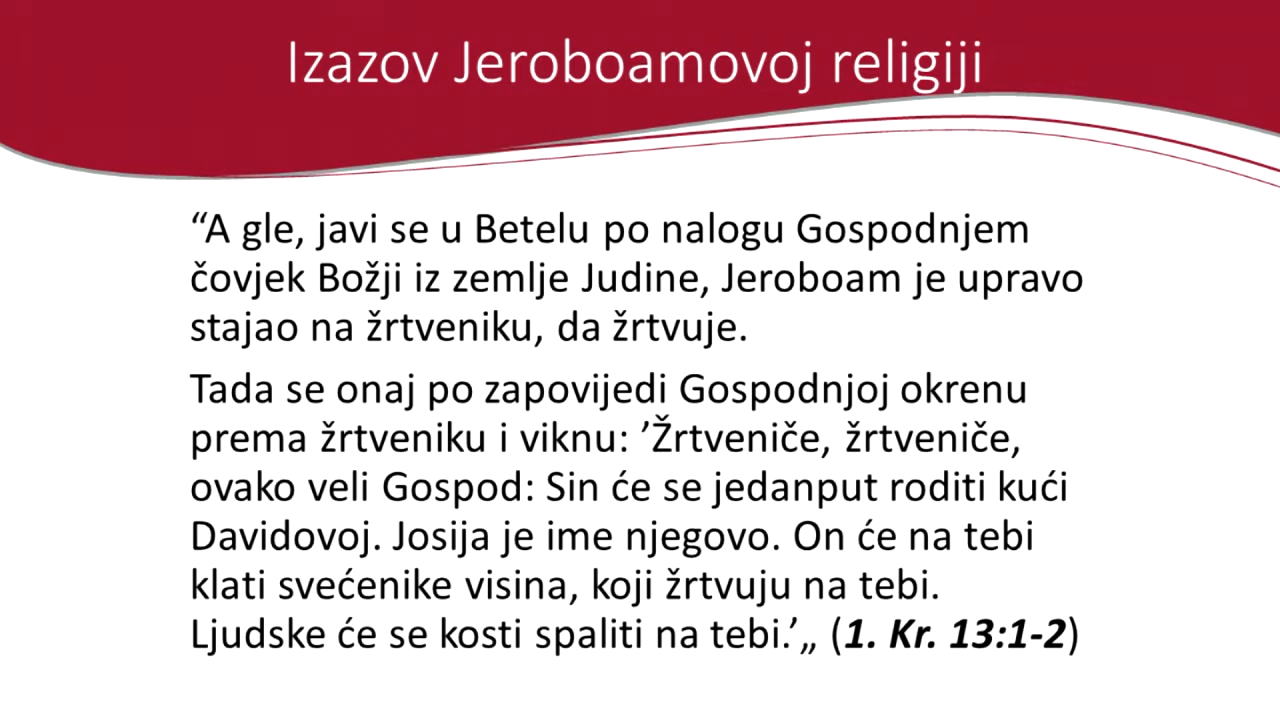 Izazov Jeroboamovoj religiji
“A gle, javi se u Betelu po nalogu Gospodnjem
čovjek Božji iz zemlje Judine, Jeroboam je upravo
stajao na žrtveniku, da žrtvuje.
Tada se onaj po zapovijedi Gospodnjoj okrenu
prema žrtveniku i viknu: ’Žrtveniče, žrtveniče,
ovako veli Gospod: Sin će se jedanput roditi kući
Davidovoj. Josija je ime njegovo. On će na tebi
klati svećenike visina, koji žrtvuju na tebi.
Ljudske će se kosti spaliti na tebi.’„ (1. Kr. 13:1-2)